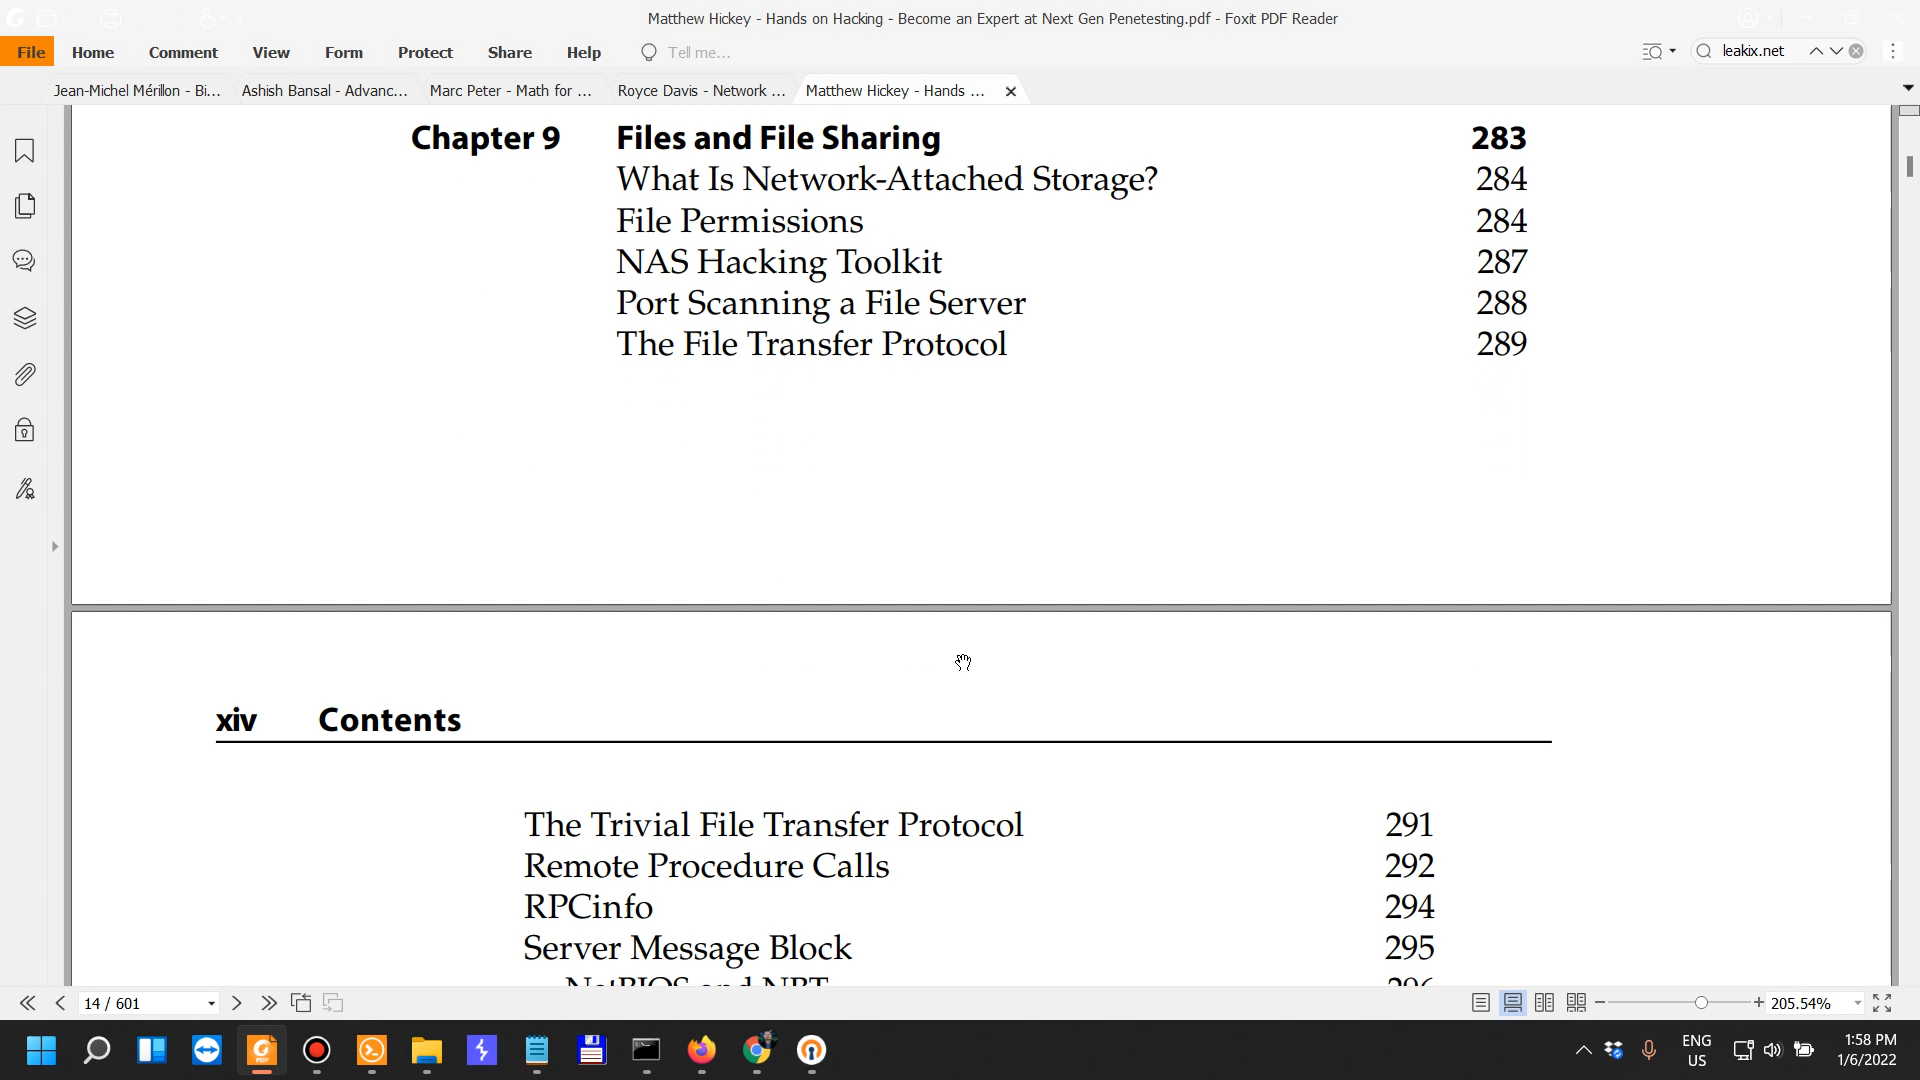 Matthew Hickey - Hands on Hacking - Become an Expert at Next Gen Penetesting.pdf - Foxit PDF Reader
File Home Comment View Form Protect Share Help Tell me... leakix.net
Jean-Michel Mérillon - Bi... Ashish Bansal - Advanc... Marc Peter - Math for ... Royce Davis - Network ... Matthew Hickey - Hands ...
Chapter 9 Files and File Sharing 283
What Is Network-Attached Storage? 284
File Permissions 284
NAS Hacking Toolkit 287
Port Scanning a File Server 288
The File Transfer Protocol 289
xiv Contents
The Trivial File Transfer Protocol 291
Remote Procedure Calls 292
RPCinfo 294
Server Message Block 295
NetBIOS and NBT 296
14 / 601 205.54%
ENG 1:58 PM
US 1/6/2022